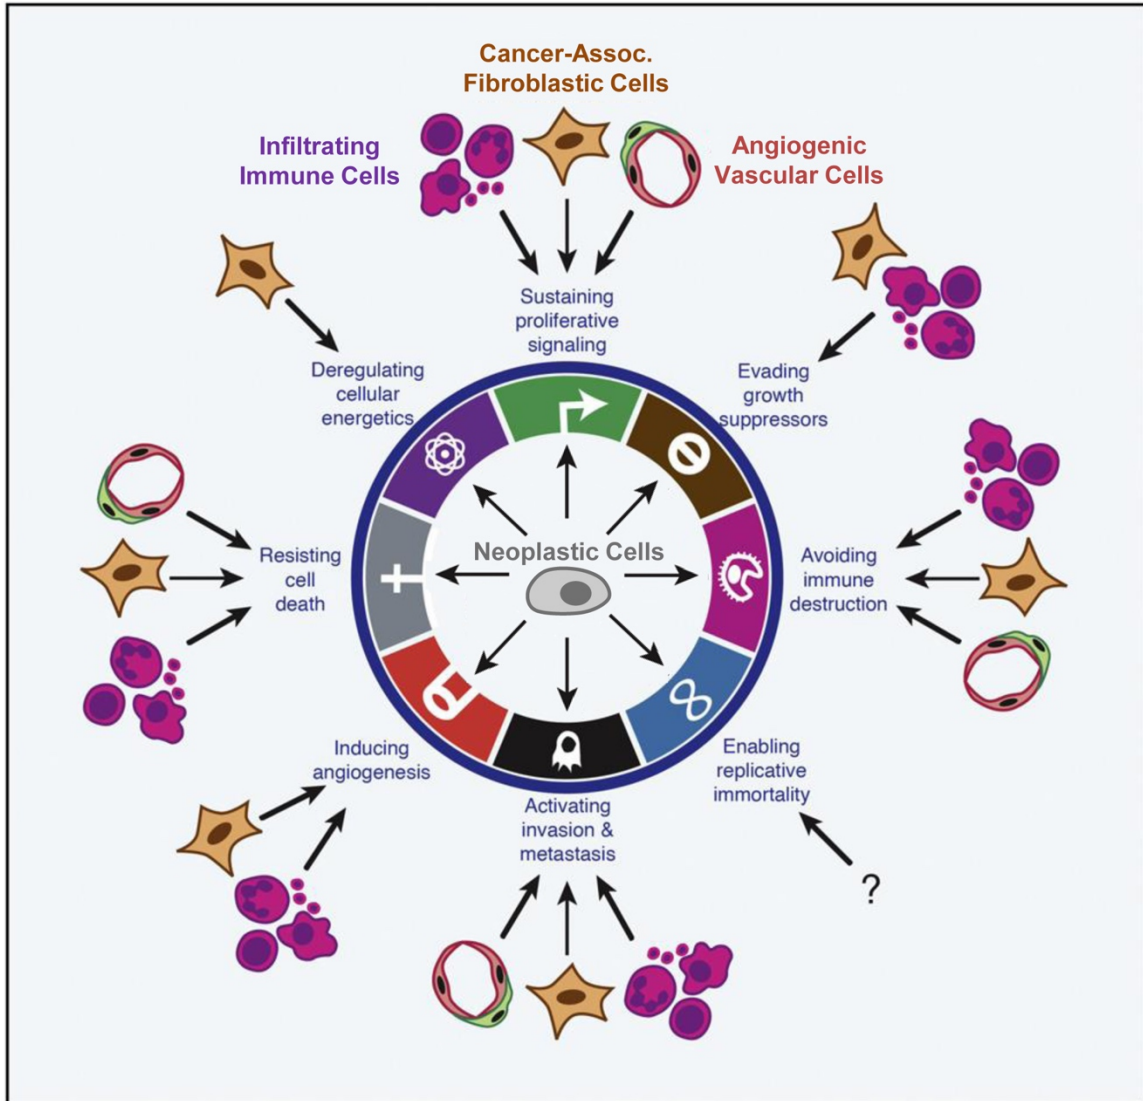 Cancer-Assoc.
Fibroblastic Cells
Infiltrating
Immune Cells
Angiogenic
Vascular Cells
Sustaining
proliferative
signaling
Deregulating
cellular
energetics
Evading
growth
suppressors
Neoplastic Cells
Resisting
cell
death
Avoiding
immune
destruction
Inducing
angiogenesis
Enabling
replicative
immortality
Activating
invasion &
metastasis
?